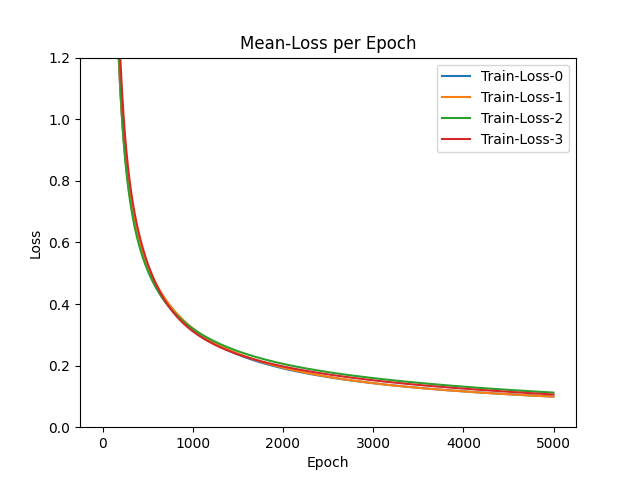 Mean-Loss per Epoch
1.2
1.0
0.8
0.6
0.4
0.2
0.0
Loss
Train-Loss-0
Train-Loss-1
Train-Loss-2
Train-Loss-3
0 1000 2000 3000 4000 5000
Epoch